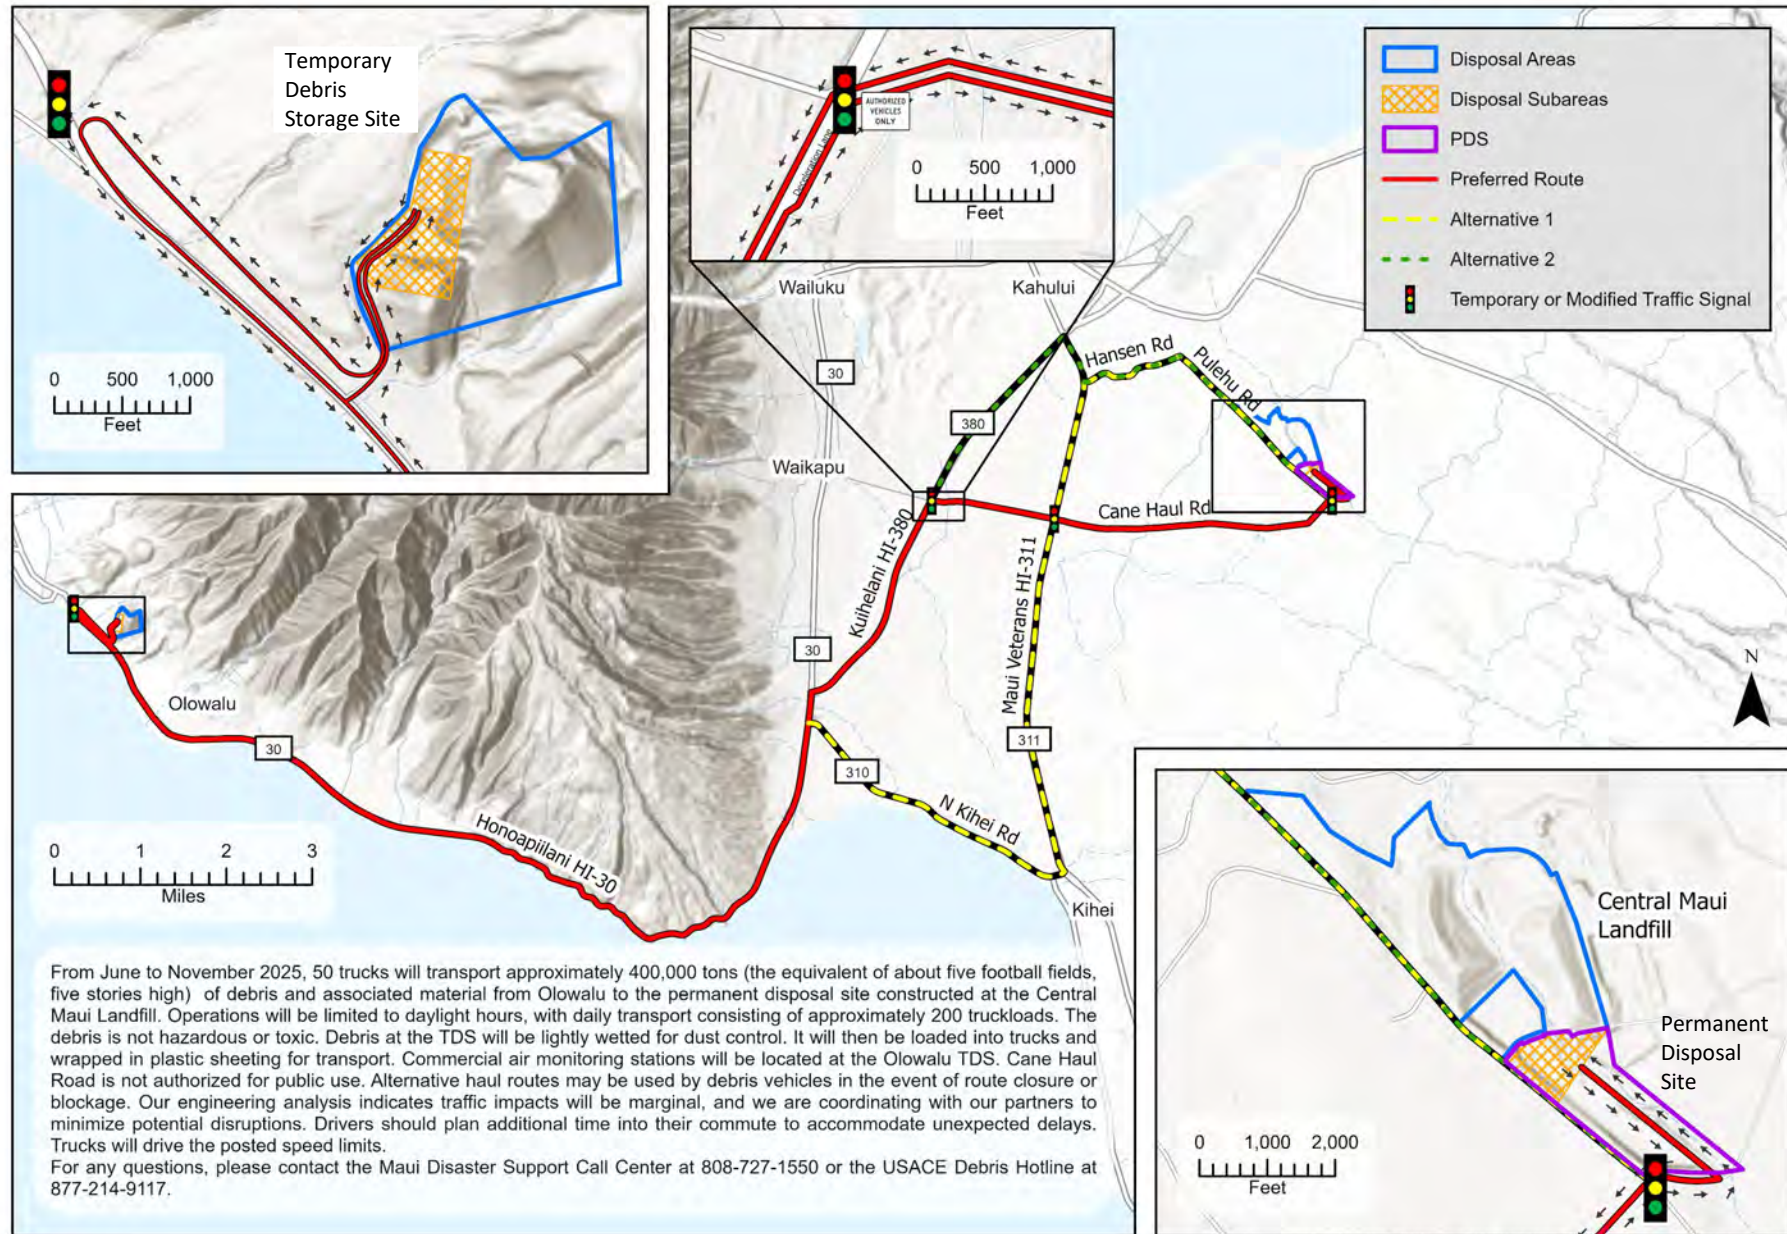 Temporary
Debris
Storage Site
0 500 1,000
Feet
AUTHORIZED
VEHICLES
ONLY
Deceleration Lane
0 500 1,000
Feet
Disposal Areas
Disposal Subareas
PDS
Preferred Route
Alternative 1
Alternative 2
Temporary or Modified Traffic Signal
Wailuku
Kahului
30
Hansen Rd
Pulehu Rd
380
Waikapu
Cane Haul Rd
Kuihelani HI-380
Maui Veterans HI-311
30
N
Olowalu
30
311
310
N Kihei Rd
Honoapiilani HI-30
Kihei
0 1 2 3
Miles
Central Maui
Landfill
Permanent
Disposal
Site
0 1,000 2,000
Feet
From June to November 2025, 50 trucks will transport approximately 400,000 tons (the equivalent of about five football fields,
five stories high) of debris and associated material from Olowalu to the permanent disposal site constructed at the Central
Maui Landfill. Operations will be limited to daylight hours, with daily transport consisting of approximately 200 truckloads. The
debris is not hazardous or toxic. Debris at the TDS will be lightly wetted for dust control. It will then be loaded into trucks and
wrapped in plastic sheeting for transport. Commercial air monitoring stations will be located at the Olowalu TDS. Cane Haul
Road is not authorized for public use. Alternative haul routes may be used by debris vehicles in the event of route closure or
blockage. Our engineering analysis indicates traffic impacts will be marginal, and we are coordinating with our partners to
minimize potential disruptions. Drivers should plan additional time into their commute to accommodate unexpected delays.
Trucks will drive the posted speed limits.
For any questions, please contact the Maui Disaster Support Call Center at 808-727-1550 or the USACE Debris Hotline at
877-214-9117.